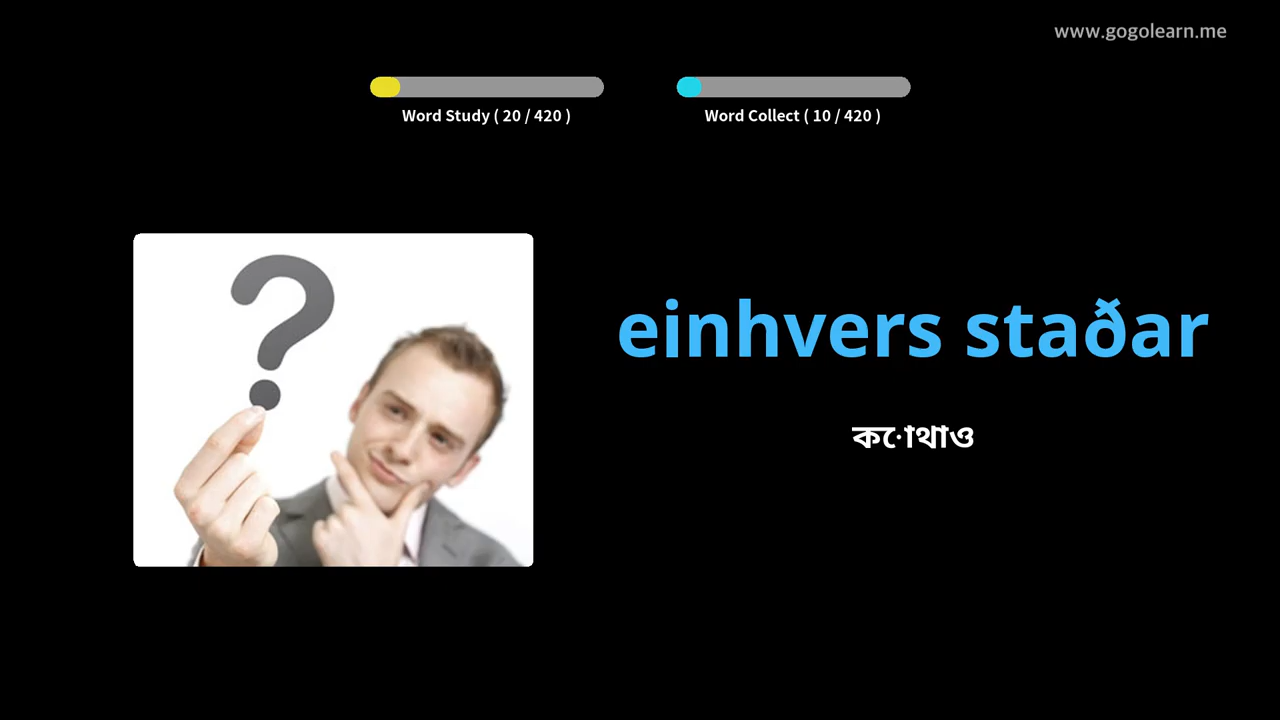 www.gogolearn.me
Word Study ( 20 / 420 )
Word Collect ( 10 / 420 )
einhvers staðar
কোথাও